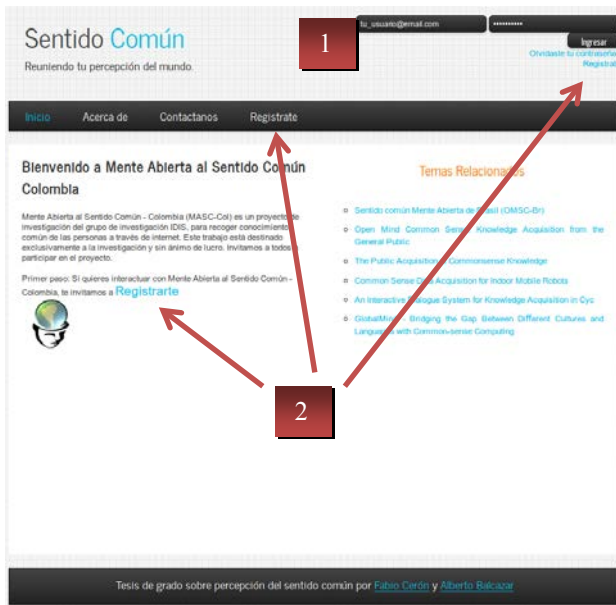 Sentido Común
Reuniendo tu percepción del mundo.
1
tu_usuario@email.com
Ingresar
Olvidaste tu contraseña
Registrat
Inicio Acerca de Contactanos Registrate
Bienvenido a Mente Abierta al Sentido Común
Colombia
Mente Abierta al Sentido Común - Colombia (MASC-Col) es un proyecto de
investigación del grupo de investigación IDIS, para recoger conocimiento
común de las personas a través de internet. Este trabajo está destinado
exclusivamente a la investigación y sin ánimo de lucro. Invitamos a todos a
participar en el proyecto.
Primer paso: Si quieres interactuar con Mente Abierta al Sentido Común -
Colombia, te invitamos a Registrarte
Temas Relacionados
Sentido común Mente Abierta de Brasil (OMSC-Br)
Open Mind Common Sense: Knowledge Acquisition from the
General Public
The Public Acquisition of Commonsense Knowledge
Common Sense Data Acquisition for Indoor Mobile Robots
An Interactive Dialogue System for Knowledge Acquisition in Cyc
GlobalMind - Bridging the Gap Between Different Cultures and
Languages with Common-sense Computing
2
Tesis de grado sobre percepción del sentido común por Fabio Cerón y Alberto Balcazar